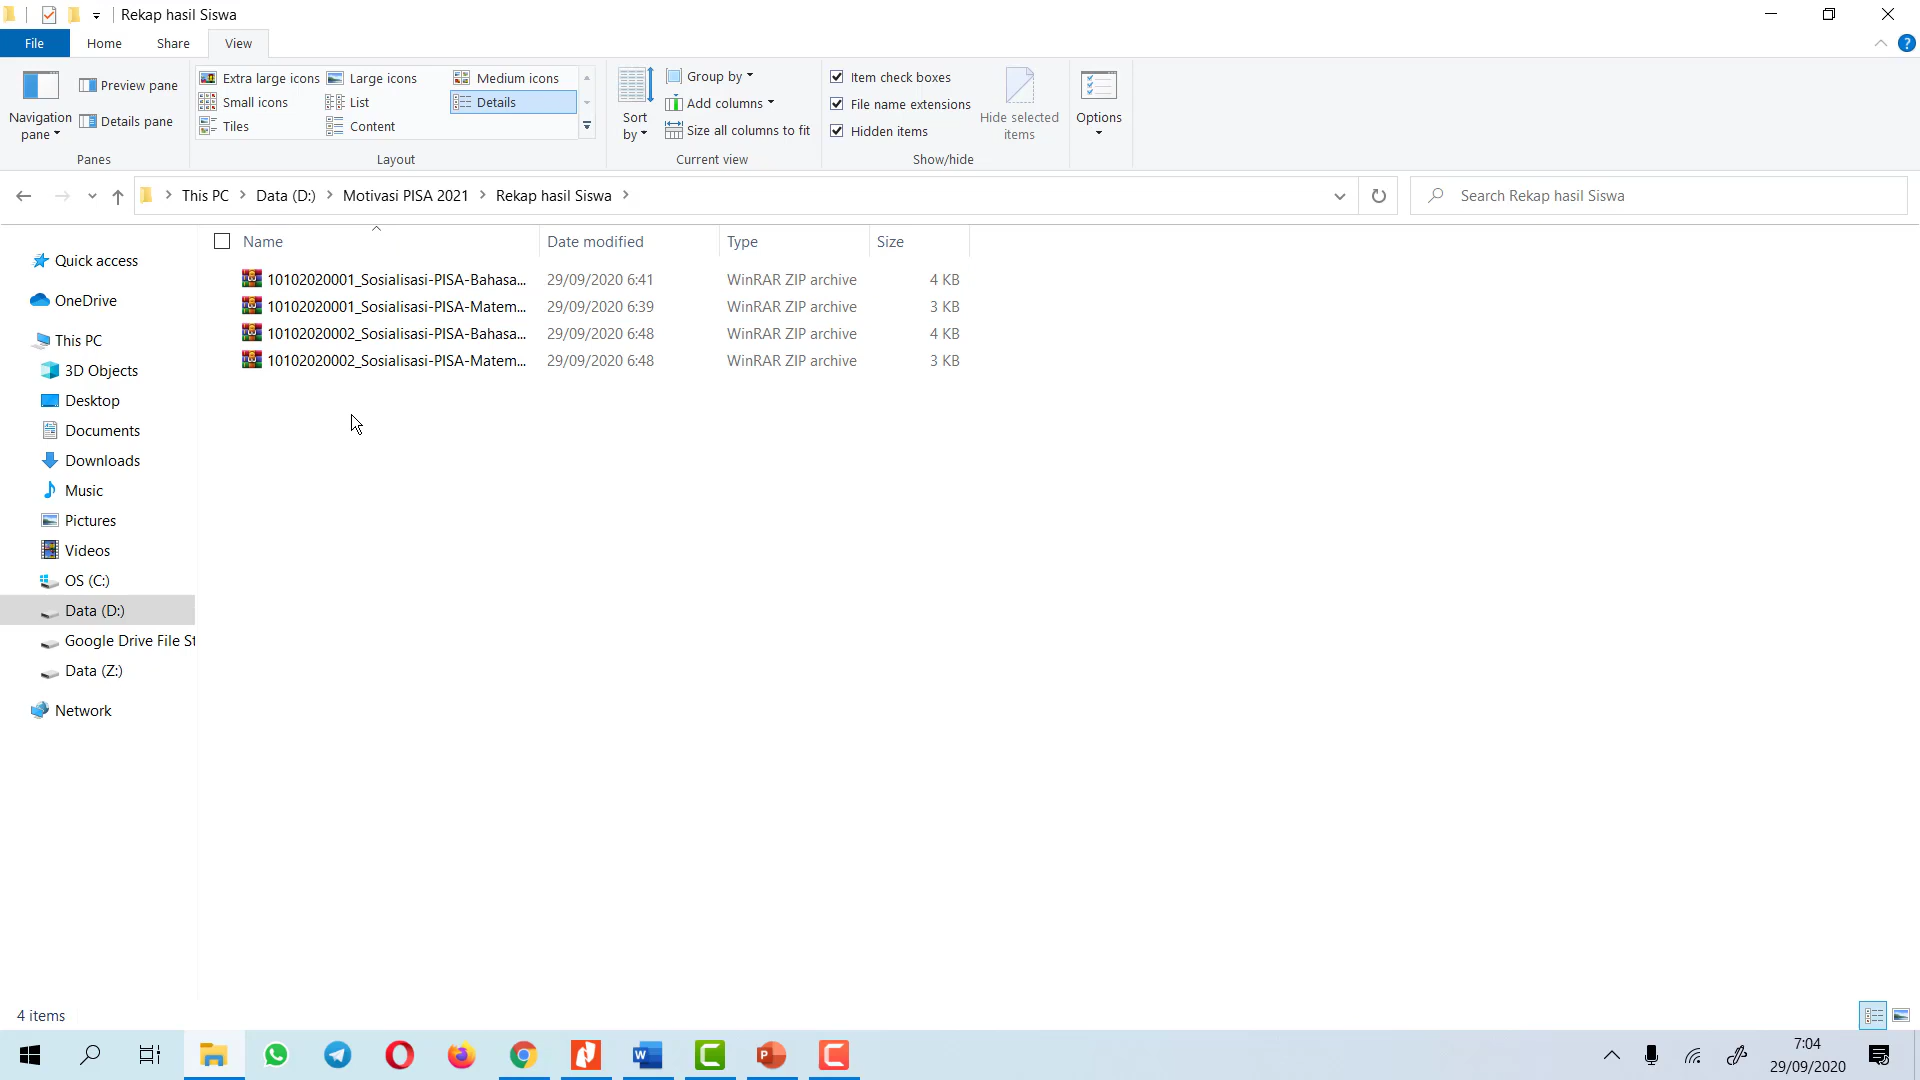 Rekap hasil Siswa
File Home Share View
Navigation pane
Preview pane
Details pane
Panes
Extra large icons Large icons Medium icons
Small icons List Details
Tiles Content
Layout
Sort by
Group by
Add columns
Size all columns to fit
Current view
Item check boxes
File name extensions
Hidden items
Hide selected items
Show/hide
Options
This PC Data (D:) Motivasi PISA 2021 Rekap hasil Siswa
Search Rekap hasil Siswa
Quick access
OneDrive
This PC
3D Objects
Desktop
Documents
Downloads
Music
Pictures
Videos
OS (C:)
Data (D:)
Google Drive File St
Data (Z:)
Network
Name Date modified Type Size
10102020001_Sosialisasi-PISA-Bahasa... 29/09/2020 6:41 WinRAR ZIP archive 4 KB
10102020001_Sosialisasi-PISA-Matem... 29/09/2020 6:39 WinRAR ZIP archive 3 KB
10102020002_Sosialisasi-PISA-Bahasa... 29/09/2020 6:48 WinRAR ZIP archive 4 KB
10102020002_Sosialisasi-PISA-Matem... 29/09/2020 6:48 WinRAR ZIP archive 3 KB
4 items
7:04
29/09/2020